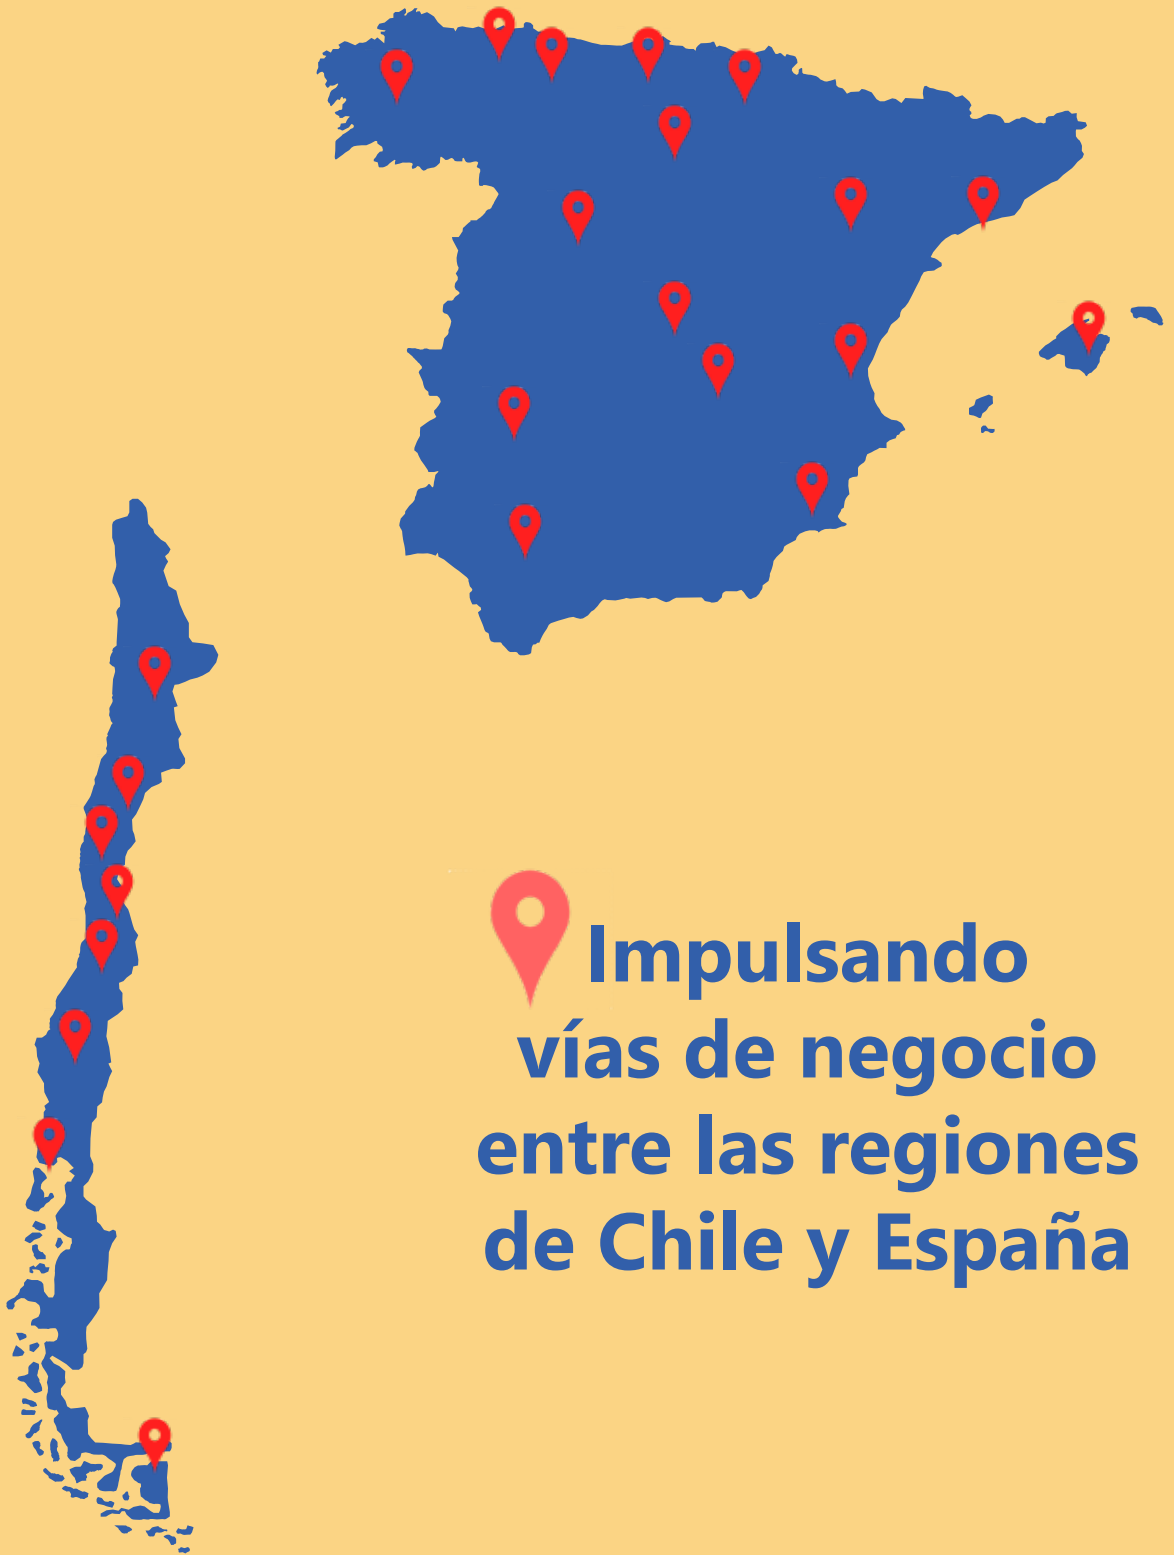 Impulsando
vías de negocio
entre las regiones
de Chile y España